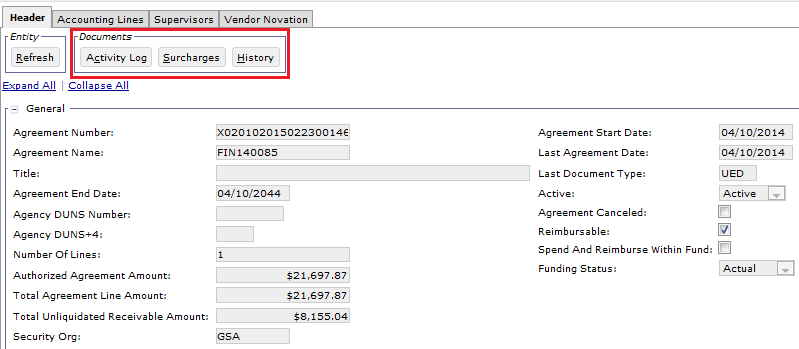 Header Accounting Lines Supervisors Vendor Novation
Entity Documents
Refresh Activity Log Surcharges History
Expand All | Collapse All
General
Agreement Number: X020102015022300146 Agreement Start Date: 04/10/2014
Agreement Name: FIN140085 Last Agreement Date: 04/10/2014
Title: Last Document Type: UED
Agreement End Date: 04/10/2044 Active: Active
Agency DUNS Number: Agreement Canceled:
Agency DUNS+4: Reimbursable:
Number Of Lines: 1 Spend And Reimburse Within Fund:
Authorized Agreement Amount: $21,697.87 Funding Status: Actual
Total Agreement Line Amount: $21,697.87
Total Unliquidated Receivable Amount: $8,155.04
Security Org: GSA